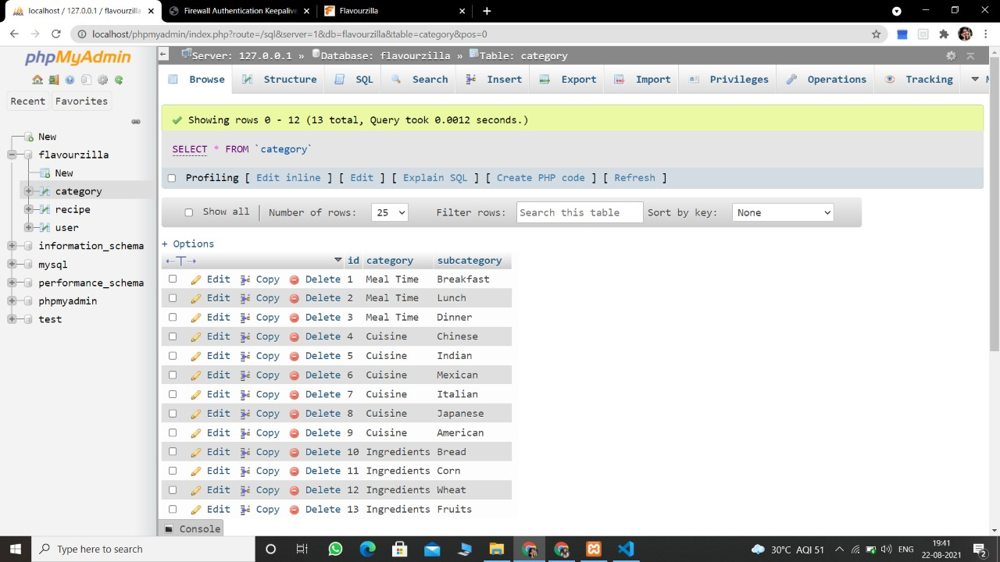 localhost / 127.0.0.1 / flavourzilla
Firewall Authentication Keepalive
Flavourzilla
localhost/phpmyadmin/index.php?route=/sql&server=1&db=flavourzilla&table=category&pos=0
phpMyAdmin
Server: 127.0.0.1 » Database: flavourzilla » Table: category
Browse Structure SQL Search Insert Export Import Privileges Operations Tracking
Recent Favorites
New
flavourzilla
New
category
recipe
user
information_schema
mysql
performance_schema
phpmyadmin
test
Showing rows 0 - 12 (13 total, Query took 0.0012 seconds.)
SELECT * FROM `category`
Profiling [ Edit inline ] [ Edit ] [ Explain SQL ] [ Create PHP code ] [ Refresh ]
Show all Number of rows: 25 Filter rows: Search this table Sort by key: None
+ Options
←T→ id category subcategory
Edit Copy Delete 1 Meal Time Breakfast
Edit Copy Delete 2 Meal Time Lunch
Edit Copy Delete 3 Meal Time Dinner
Edit Copy Delete 4 Cuisine Chinese
Edit Copy Delete 5 Cuisine Indian
Edit Copy Delete 6 Cuisine Mexican
Edit Copy Delete 7 Cuisine Italian
Edit Copy Delete 8 Cuisine Japanese
Edit Copy Delete 9 Cuisine American
Edit Copy Delete 10 Ingredients Bread
Edit Copy Delete 11 Ingredients Corn
Edit Copy Delete 12 Ingredients Wheat
Edit Copy Delete 13 Ingredients Fruits
Console
Type here to search
30°C AQI 51
ENG
19:41
22-08-2021
2